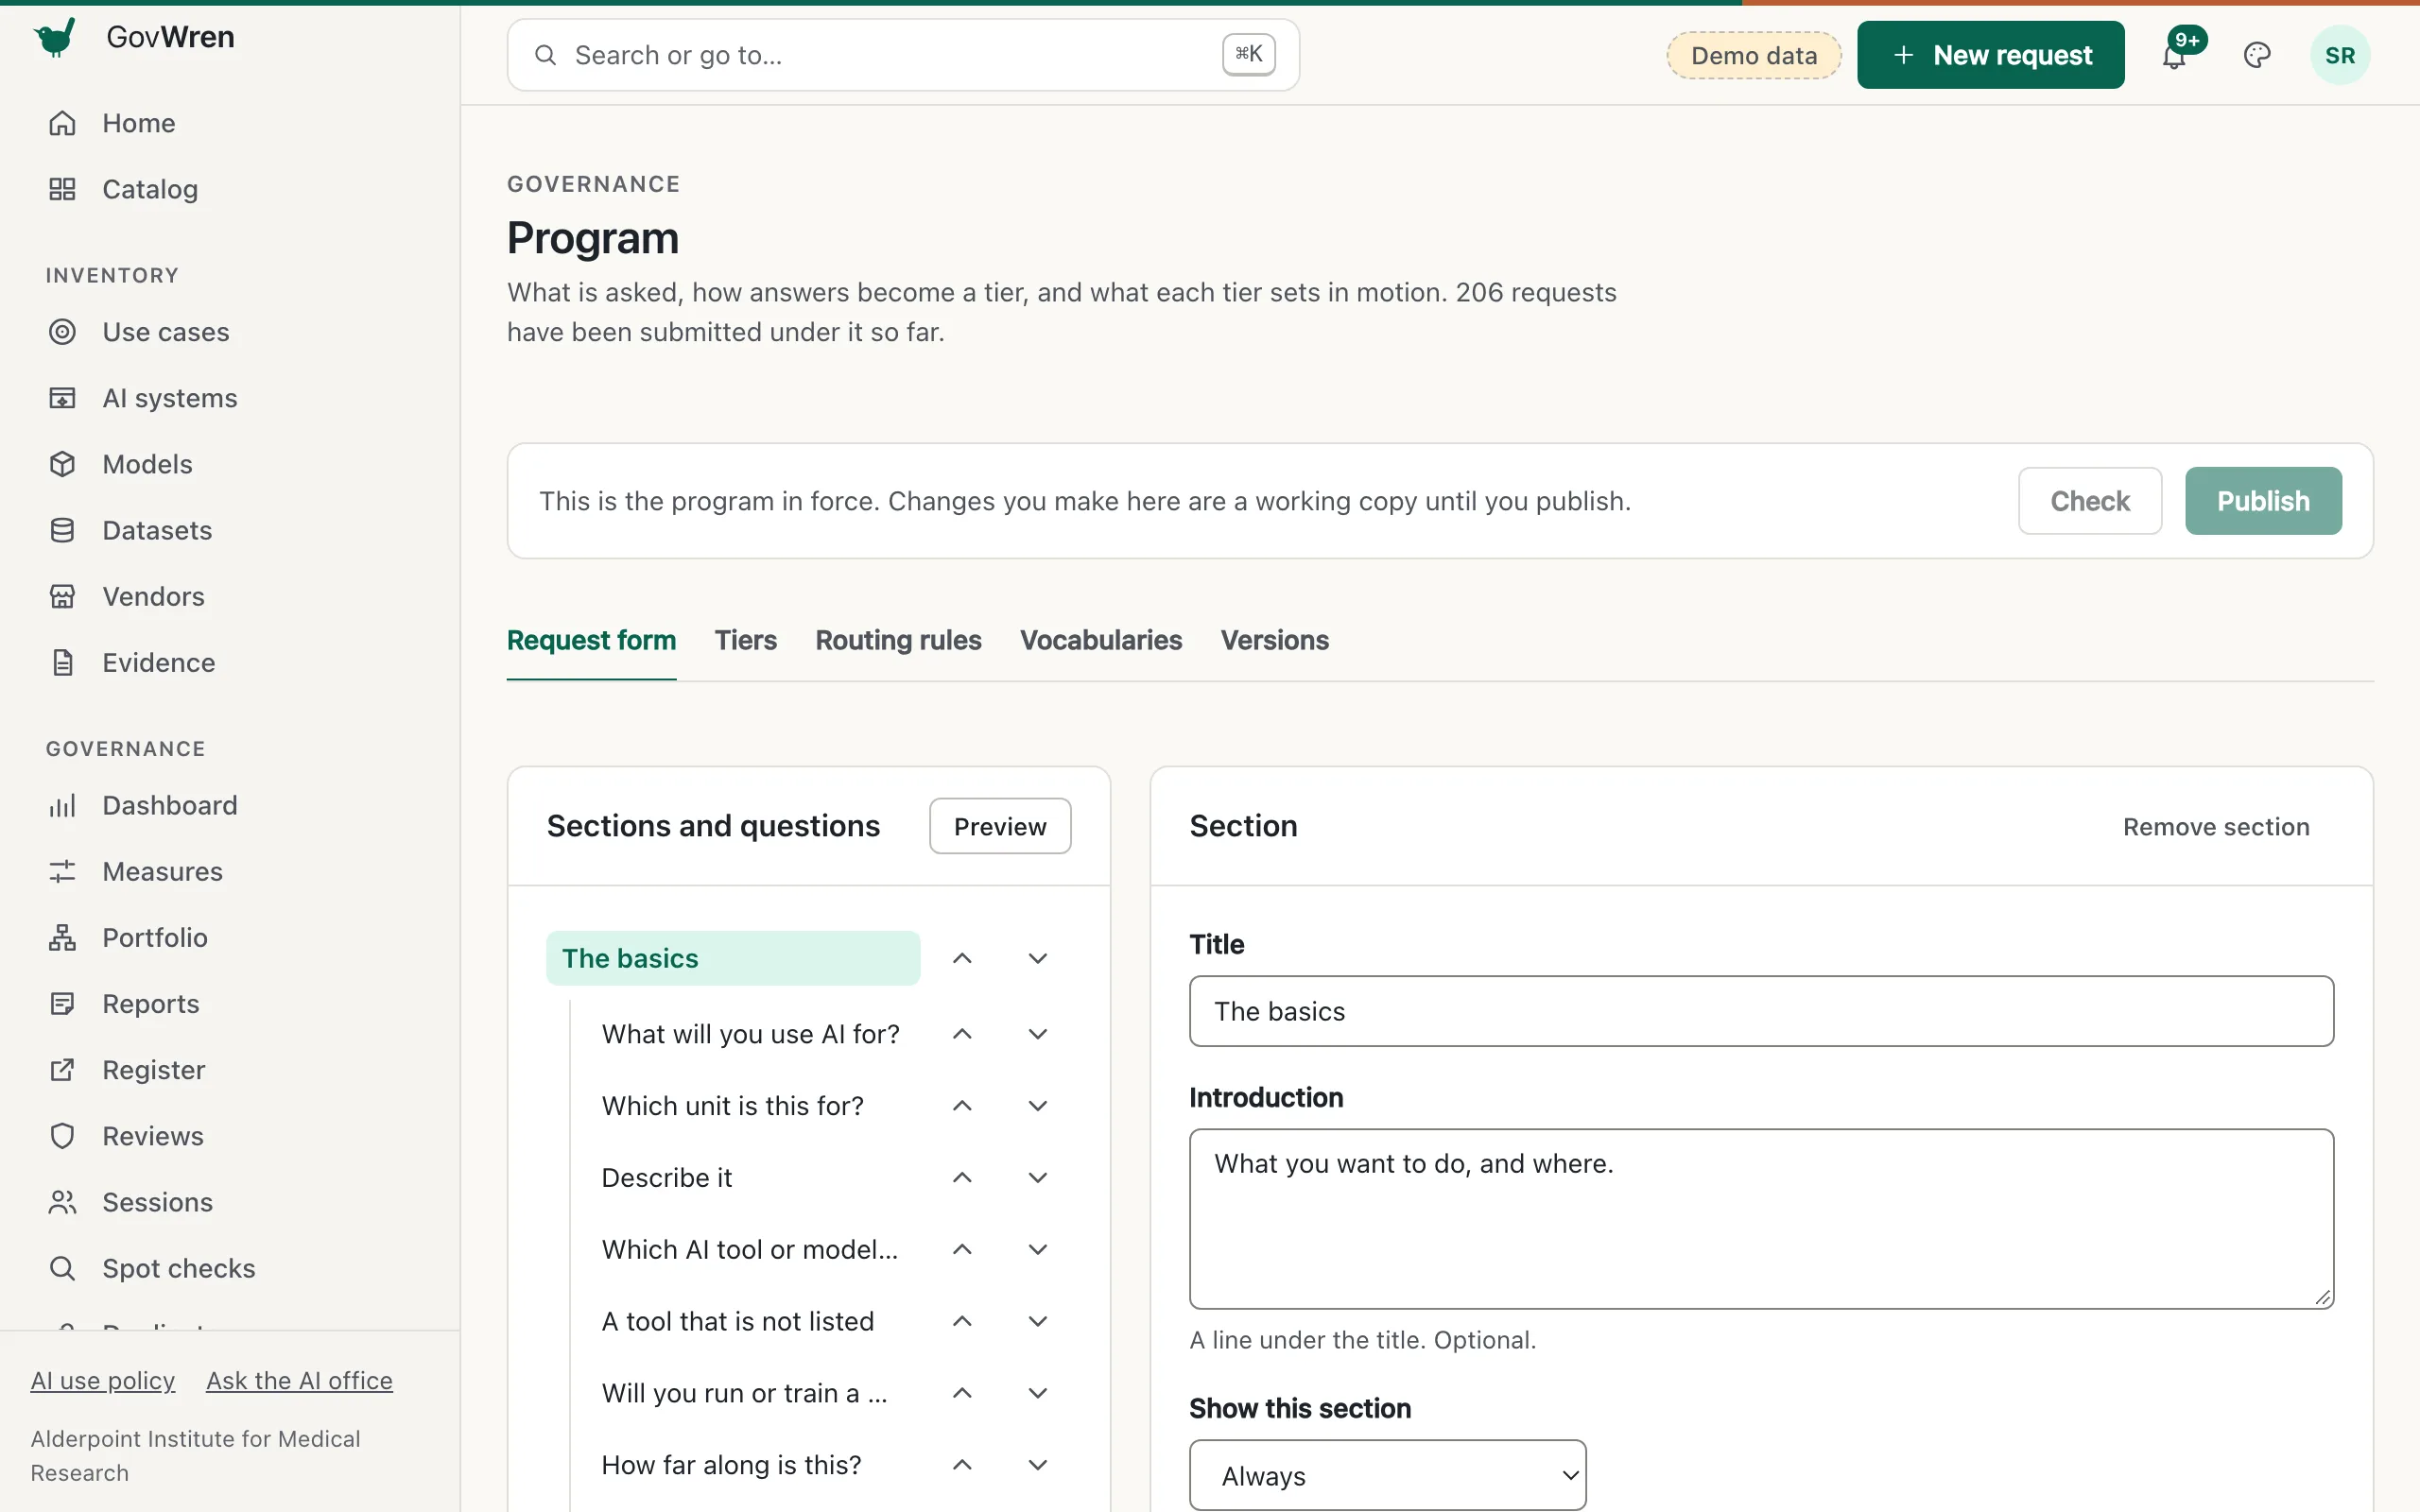 GovWren
Search or go to...
⌘K
Demo data
+ New request
9+
SR
Home
Catalog
INVENTORY
Use cases
AI systems
Models
Datasets
Vendors
Evidence
GOVERNANCE
Dashboard
Measures
Portfolio
Reports
Register
Reviews
Sessions
Spot checks
AI use policy
Ask the AI office
Alderpoint Institute for Medical
Research
GOVERNANCE
Program
What is asked, how answers become a tier, and what each tier sets in motion. 206 requests
have been submitted under it so far.
This is the program in force. Changes you make here are a working copy until you publish.
Check
Publish
Request form
Tiers
Routing rules
Vocabularies
Versions
Sections and questions
Preview
The basics
What will you use AI for?
Which unit is this for?
Describe it
Which AI tool or model...
A tool that is not listed
Will you run or train a ...
How far along is this?
Section
Remove section
Title
The basics
Introduction
What you want to do, and where.
A line under the title. Optional.
Show this section
Always